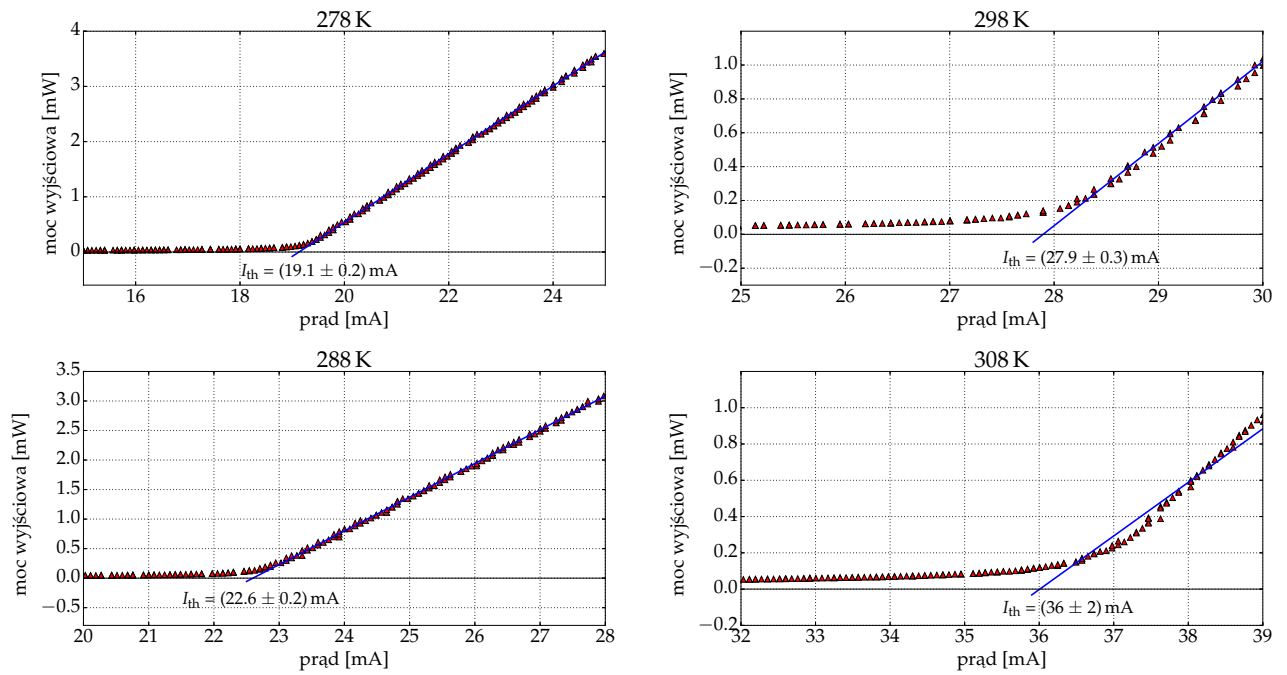 278 K
4
3
2
1
0
moc wyjściowa [mW]
I_th = (19.1 ± 0.2) mA
16 18 20 22 24
prąd [mA]
298 K
1.0
0.8
0.6
0.4
0.2
0.0
−0.2
moc wyjściowa [mW]
I_th = (27.9 ± 0.3) mA
25 26 27 28 29 30
prąd [mA]
288 K
3.5
3.0
2.5
2.0
1.5
1.0
0.5
0.0
−0.5
moc wyjściowa [mW]
I_th = (22.6 ± 0.2) mA
20 21 22 23 24 25 26 27 28
prąd [mA]
308 K
1.0
0.8
0.6
0.4
0.2
0.0
−0.2
moc wyjściowa [mW]
I_th = (36 ± 2) mA
32 33 34 35 36 37 38 39
prąd [mA]